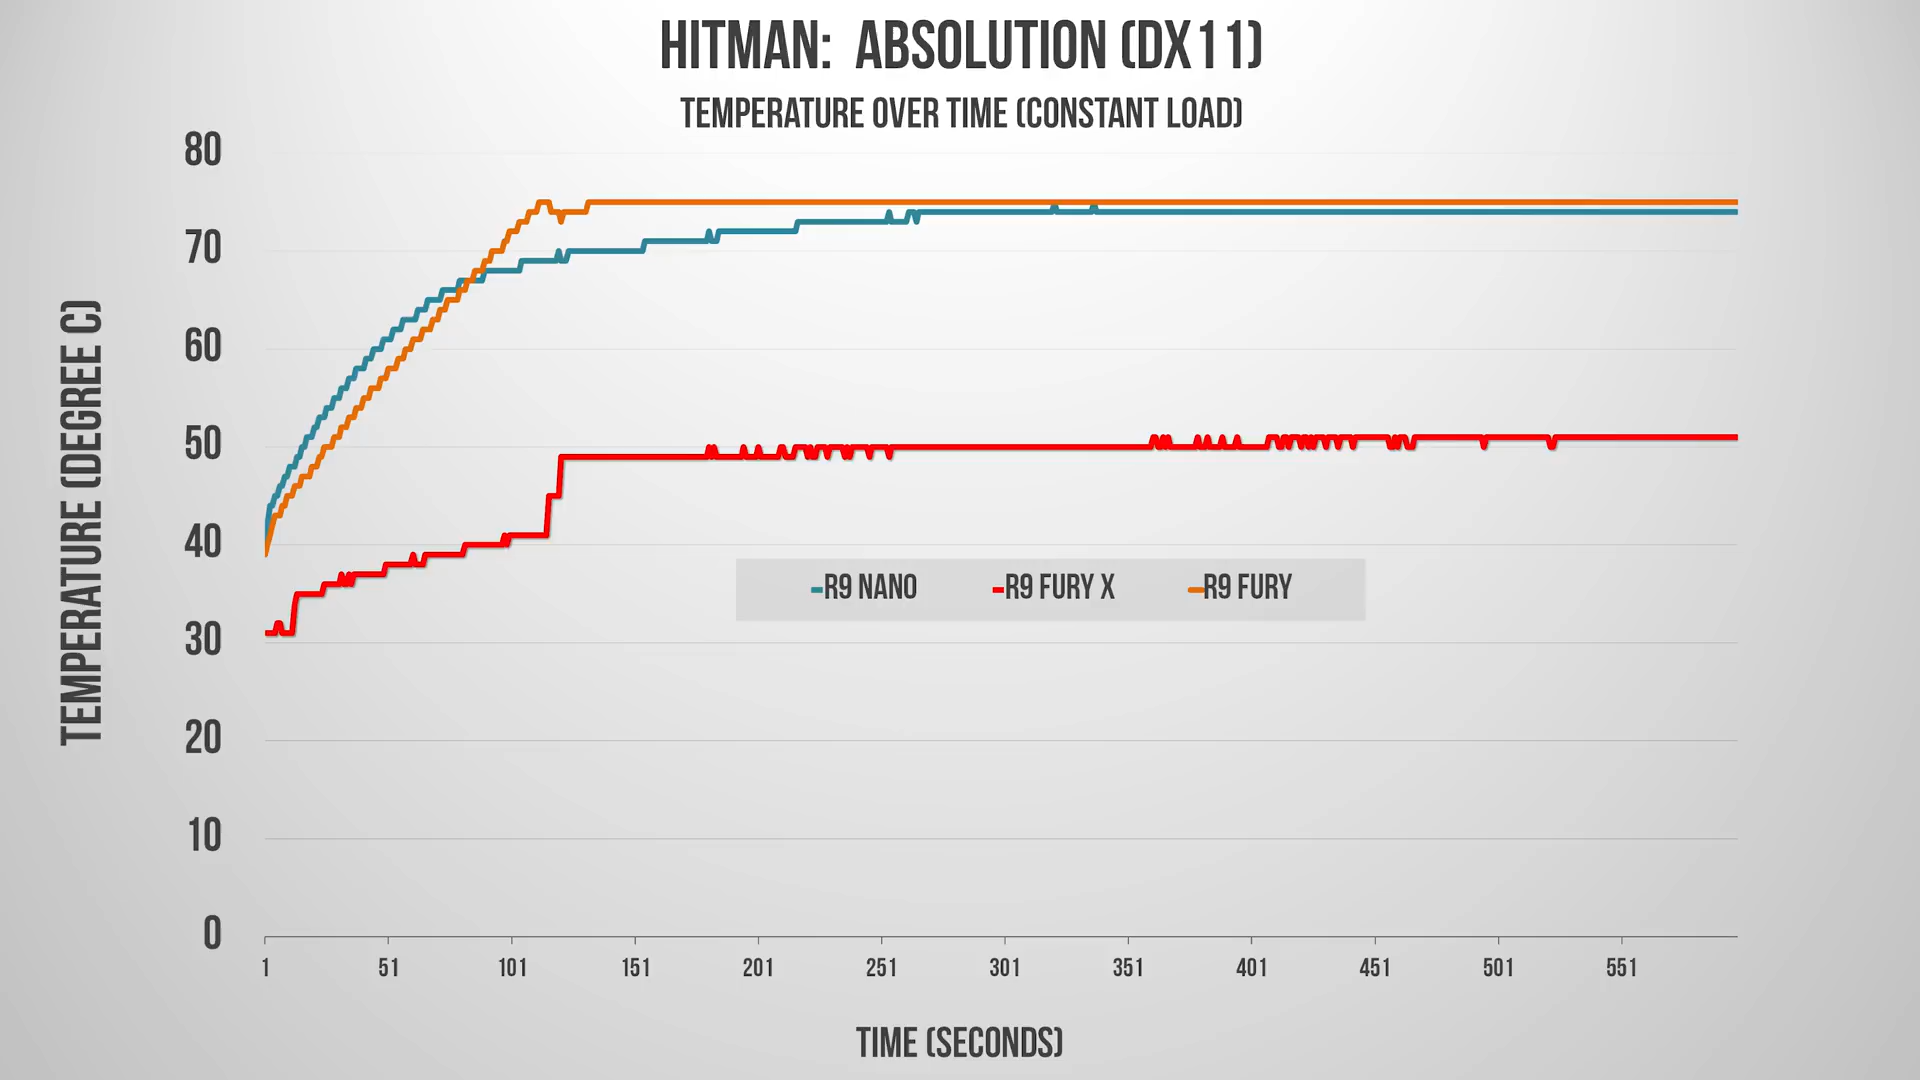 HITMAN: ABSOLUTION (DX11)
TEMPERATURE OVER TIME (CONSTANT LOAD)
TEMPERATURE (DEGREE C)
80
70
60
50
40
30
20
10
0
R9 NANO R9 FURY X R9 FURY
1 51 101 151 201 251 301 351 401 451 501 551
TIME (SECONDS)